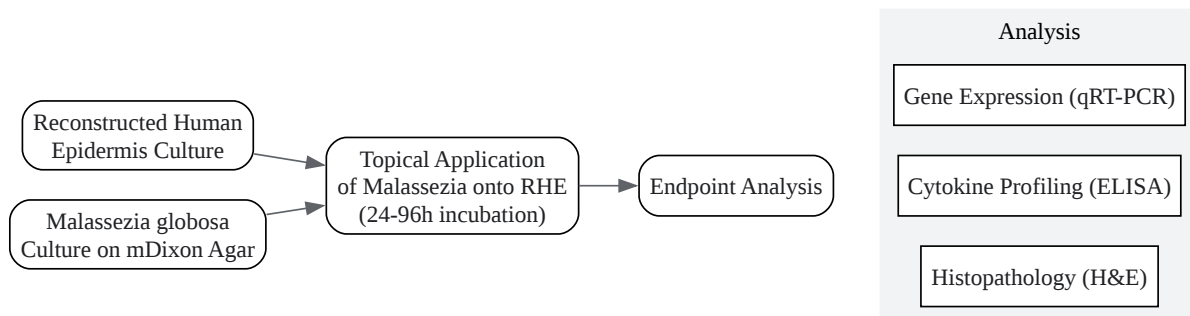 Reconstructed Human
Epidermis Culture
Malassezia globosa
Culture on mDixon Agar
Topical Application
of Malassezia onto RHE
(24-96h incubation)
Endpoint Analysis
Analysis
Gene Expression (qRT-PCR)
Cytokine Profiling (ELISA)
Histopathology (H&E)